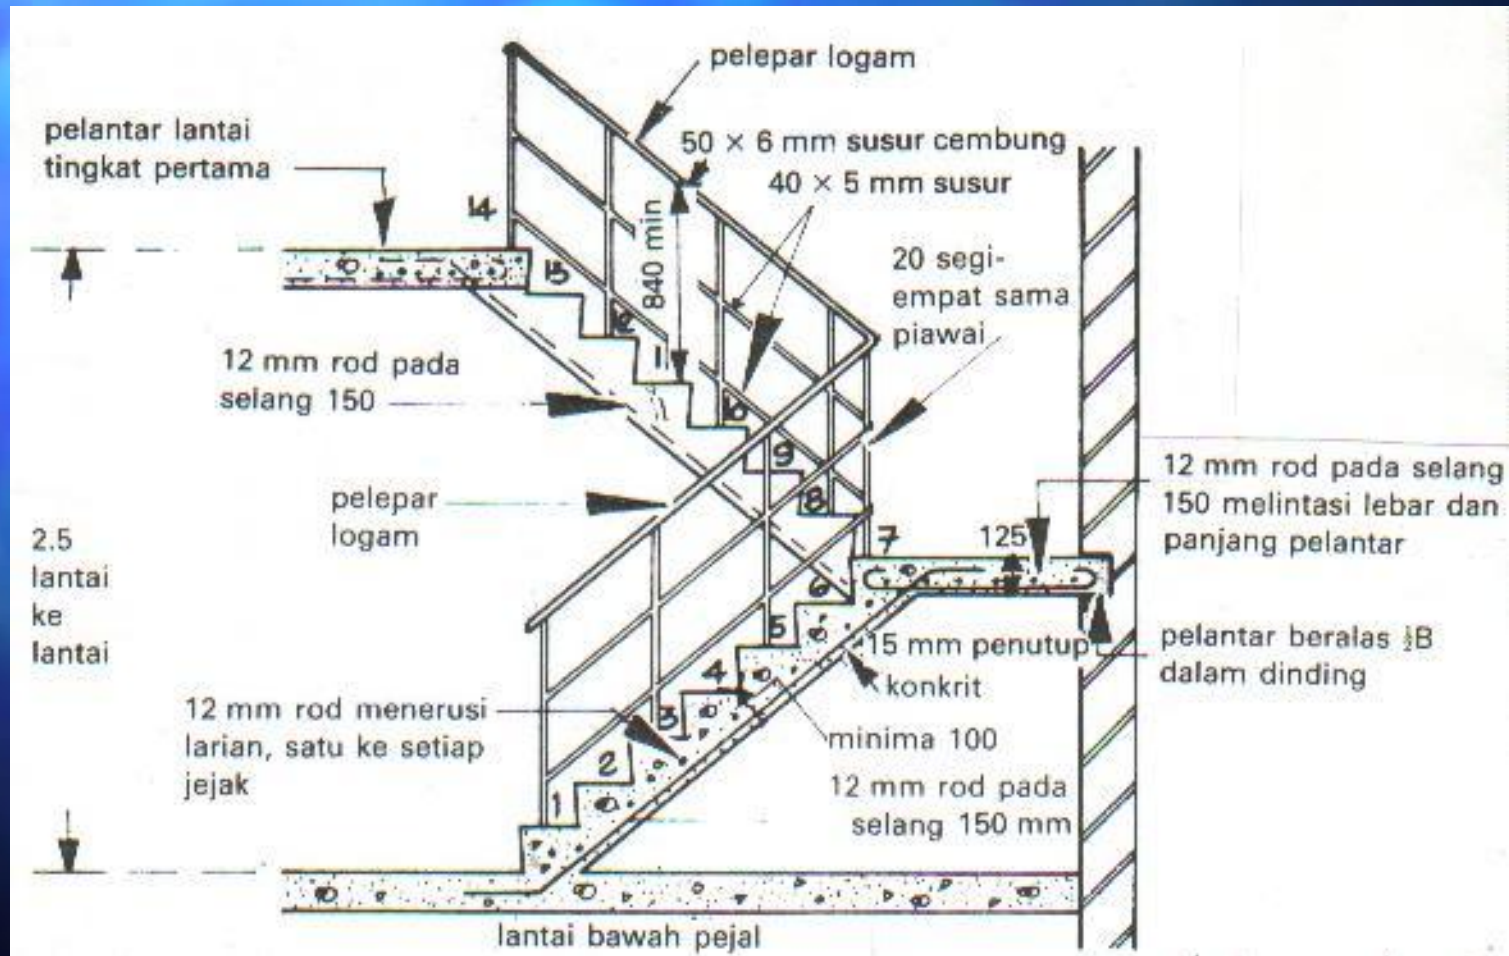 pelepar logam
pelantar lantai
tingkat pertama
50 × 6 mm susur cembung
40 × 5 mm susur
14
840 min
20 segi-
empat sama
piawai
13
12
12 mm rod pada
selang 150
10
9
8
pelepar
logam
12 mm rod pada selang
150 melintasi lebar dan
panjang pelantar
7
125
2.5
lantai
ke
lantai
6
5
15 mm penutup
konkrit
pelantar beralas ½B
dalam dinding
4
3
12 mm rod menerusi
larian, satu ke setiap
jejak
minima 100
2
1
12 mm rod pada
selang 150 mm
lantai bawah pejal